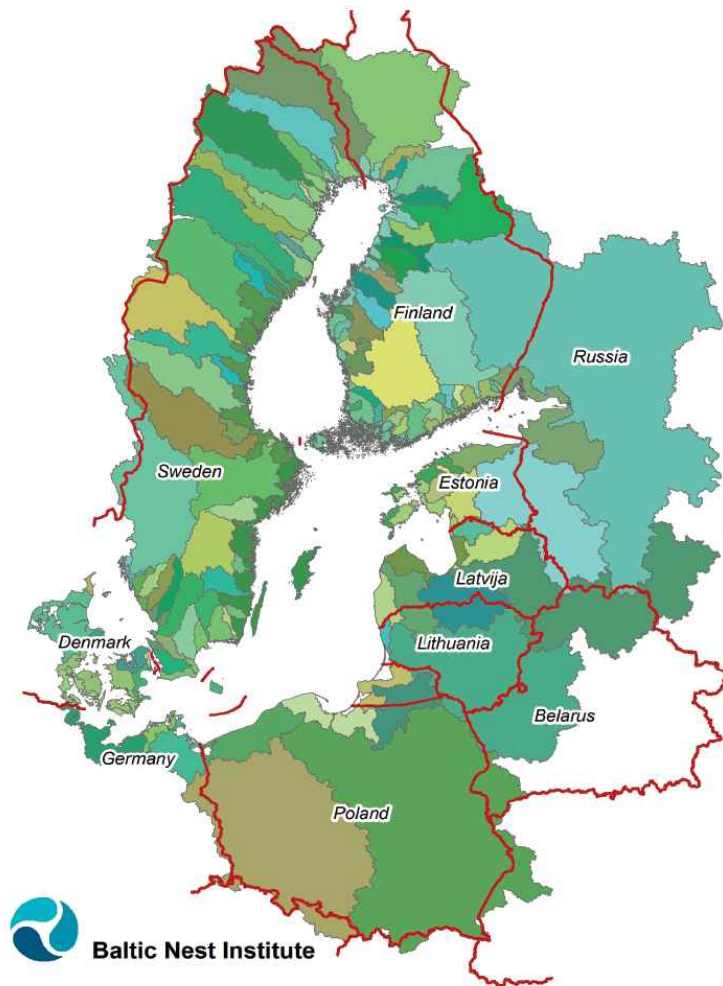 Finland
Russia
Sweden
Estonia
Latvija
Denmark
Lithuania
Belarus
Germany
Poland
Baltic Nest Institute